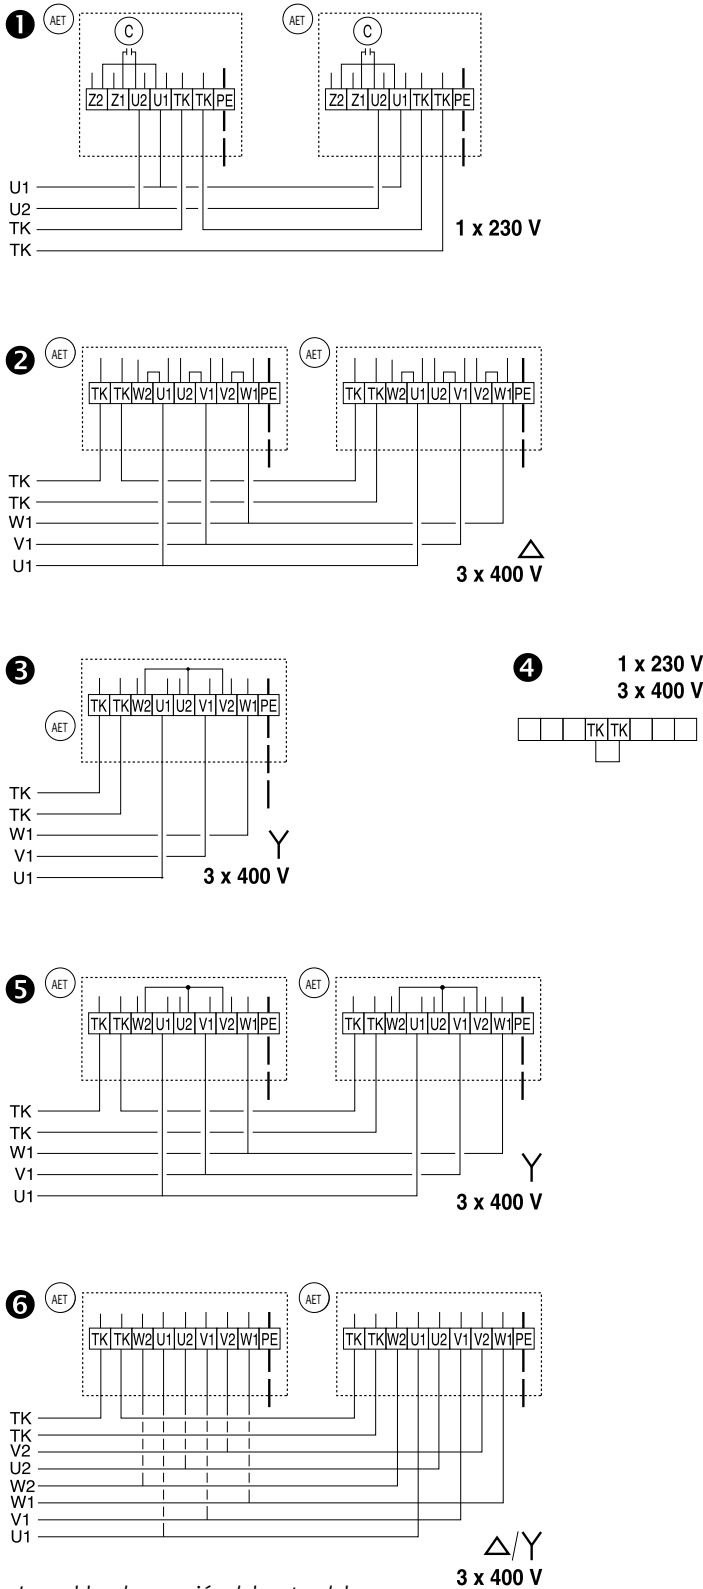 ❶ AET AET
C C
Z2 Z1 U2 U1 TK TK PE Z2 Z1 U2 U1 TK TK PE
U1
U2
TK 1 x 230 V
TK
❷ AET AET
TK TK W2 U1 U2 V1 V2 W1 PE TK TK W2 U1 U2 V1 V2 W1 PE
TK
TK
W1
V1
U1
3 x 400 V
❸
TK TK W2 U1 U2 V1 V2 W1 PE
AET
TK
TK
W1
V1
U1 3 x 400 V
❹ 1 x 230 V
3 x 400 V
TK TK
❺ AET AET
TK TK W2 U1 U2 V1 V2 W1 PE TK TK W2 U1 U2 V1 V2 W1 PE
TK
TK
W1
V1
U1 3 x 400 V
❻ AET AET
TK TK W2 U1 U2 V1 V2 W1 PE TK TK W2 U1 U2 V1 V2 W1 PE
TK
TK
V2
U2
W2
W1
V1
U1
△/Y
3 x 400 V